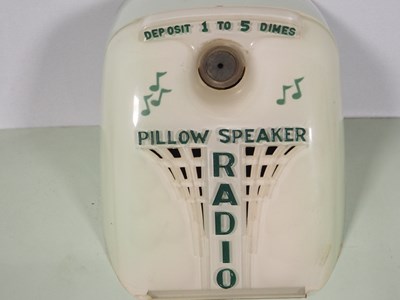 DEPOSIT 1 TO 5 DIMES
PILLOW SPEAKER
RADIO